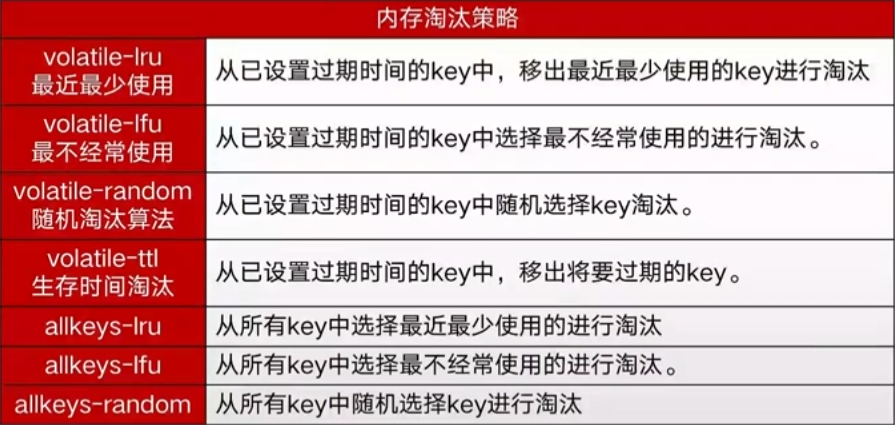 内存淘汰策略
volatile-lru
最近最少使用
从已设置过期时间的key中，移出最近最少使用的key进行淘汰
volatile-lfu
最不经常使用
从已设置过期时间的key中选择最不经常使用的进行淘汰。
volatile-random
随机淘汰算法
从已设置过期时间的key中随机选择key淘汰。
volatile-ttl
生存时间淘汰
从已设置过期时间的key中，移出将要过期的key。
allkeys-lru
从所有key中选择最近最少使用的进行淘汰
allkeys-lfu
从所有key中选择最不经常使用的进行淘汰。
allkeys-random
从所有key中随机选择key进行淘汰